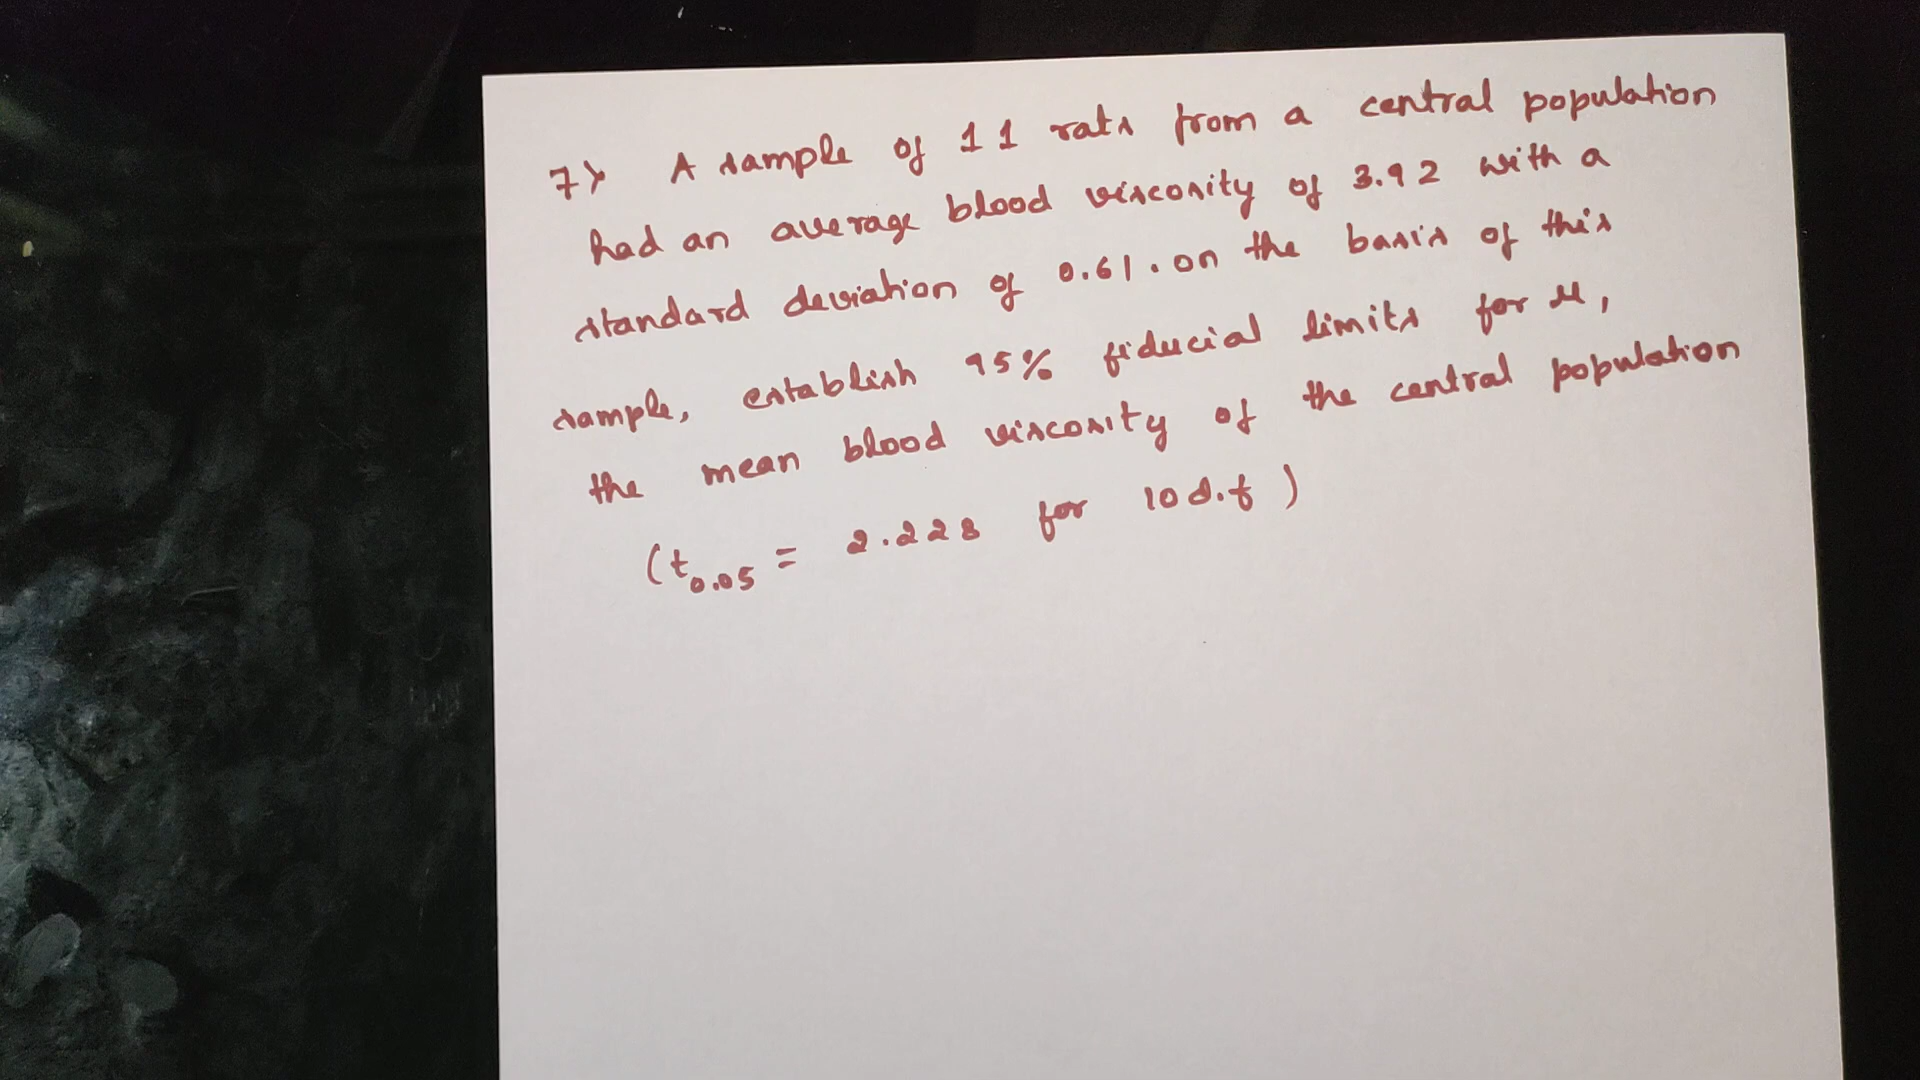 7> A sample of 11 rats from a central population
had an average blood viscosity of 3.92 with a
standard deviation of 0.61. on the basis of this
sample, establish 95% fiducial limits for μ,
the mean blood viscosity of the central population
(t0.05 = 2.228 for 10 d.f)